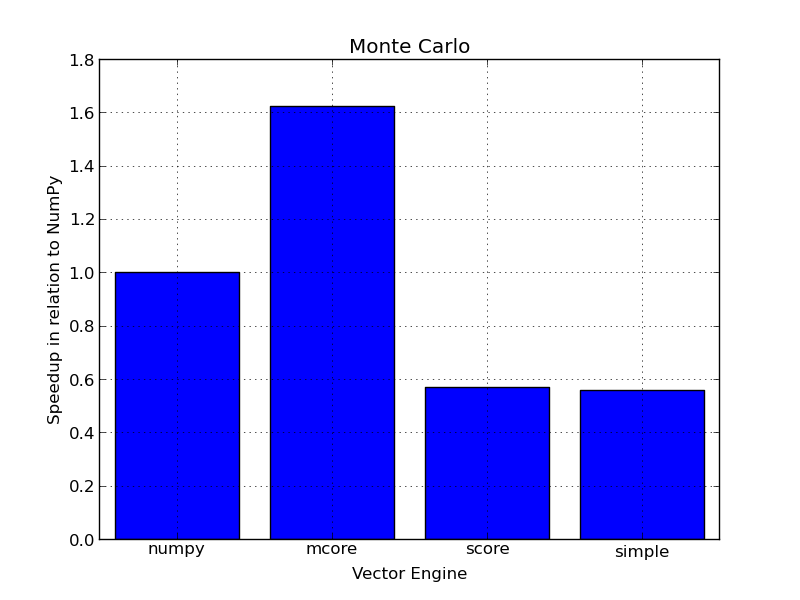 Monte Carlo
1.8
1.6
1.4
1.2
1.0
0.8
0.6
0.4
0.2
0.0
Speedup in relation to NumPy
numpy
mcore
score
simple
Vector Engine